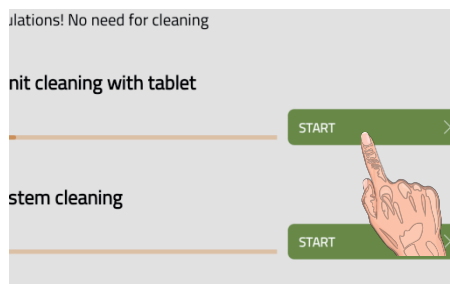 ulations! No need for cleaning
nit cleaning with tablet
START
stem cleaning
START